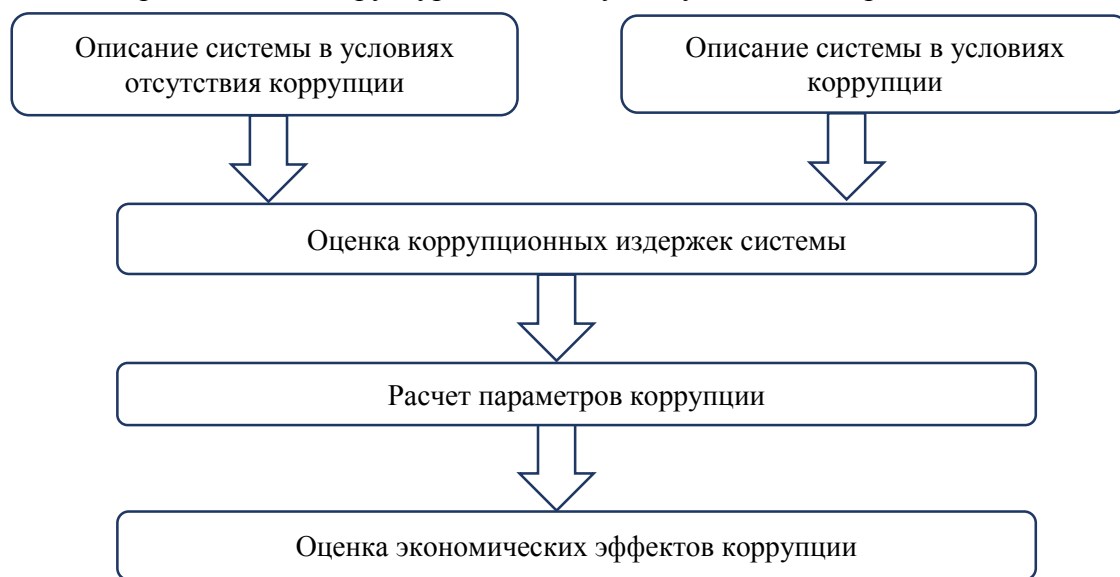 Описание системы в условиях
отсутствия коррупции
Описание системы в условиях
коррупции
Оценка коррупционных издержек системы
Расчет параметров коррупции
Оценка экономических эффектов коррупции